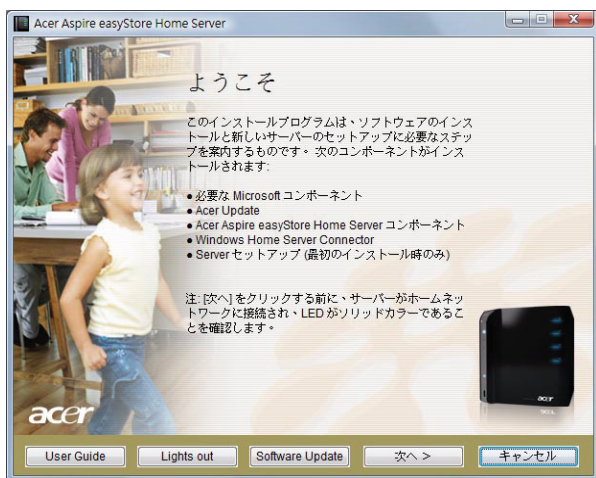 Acer Aspire easyStore Home Server
ようこそ
このインストールプログラムは、ソフトウェアのインス
トールと新しいサーバーのセットアップに必要なステッ
プを案内するものです。次のコンポーネントがインス
トールされます:
●必要な Microsoft コンポーネント
●Acer Update
●Acer Aspire easyStore Home Server コンポーネント
●Windows Home Server Connector
●Server セットアップ (最初のインストール時のみ)
注: [次へ] をクリックする前に、サーバーがホームネッ
トワークに接続され、LED がソリッドカラーであるこ
とを確認します。
acer
acer
User Guide
Lights out
Software Update
次へ >
キャンセル